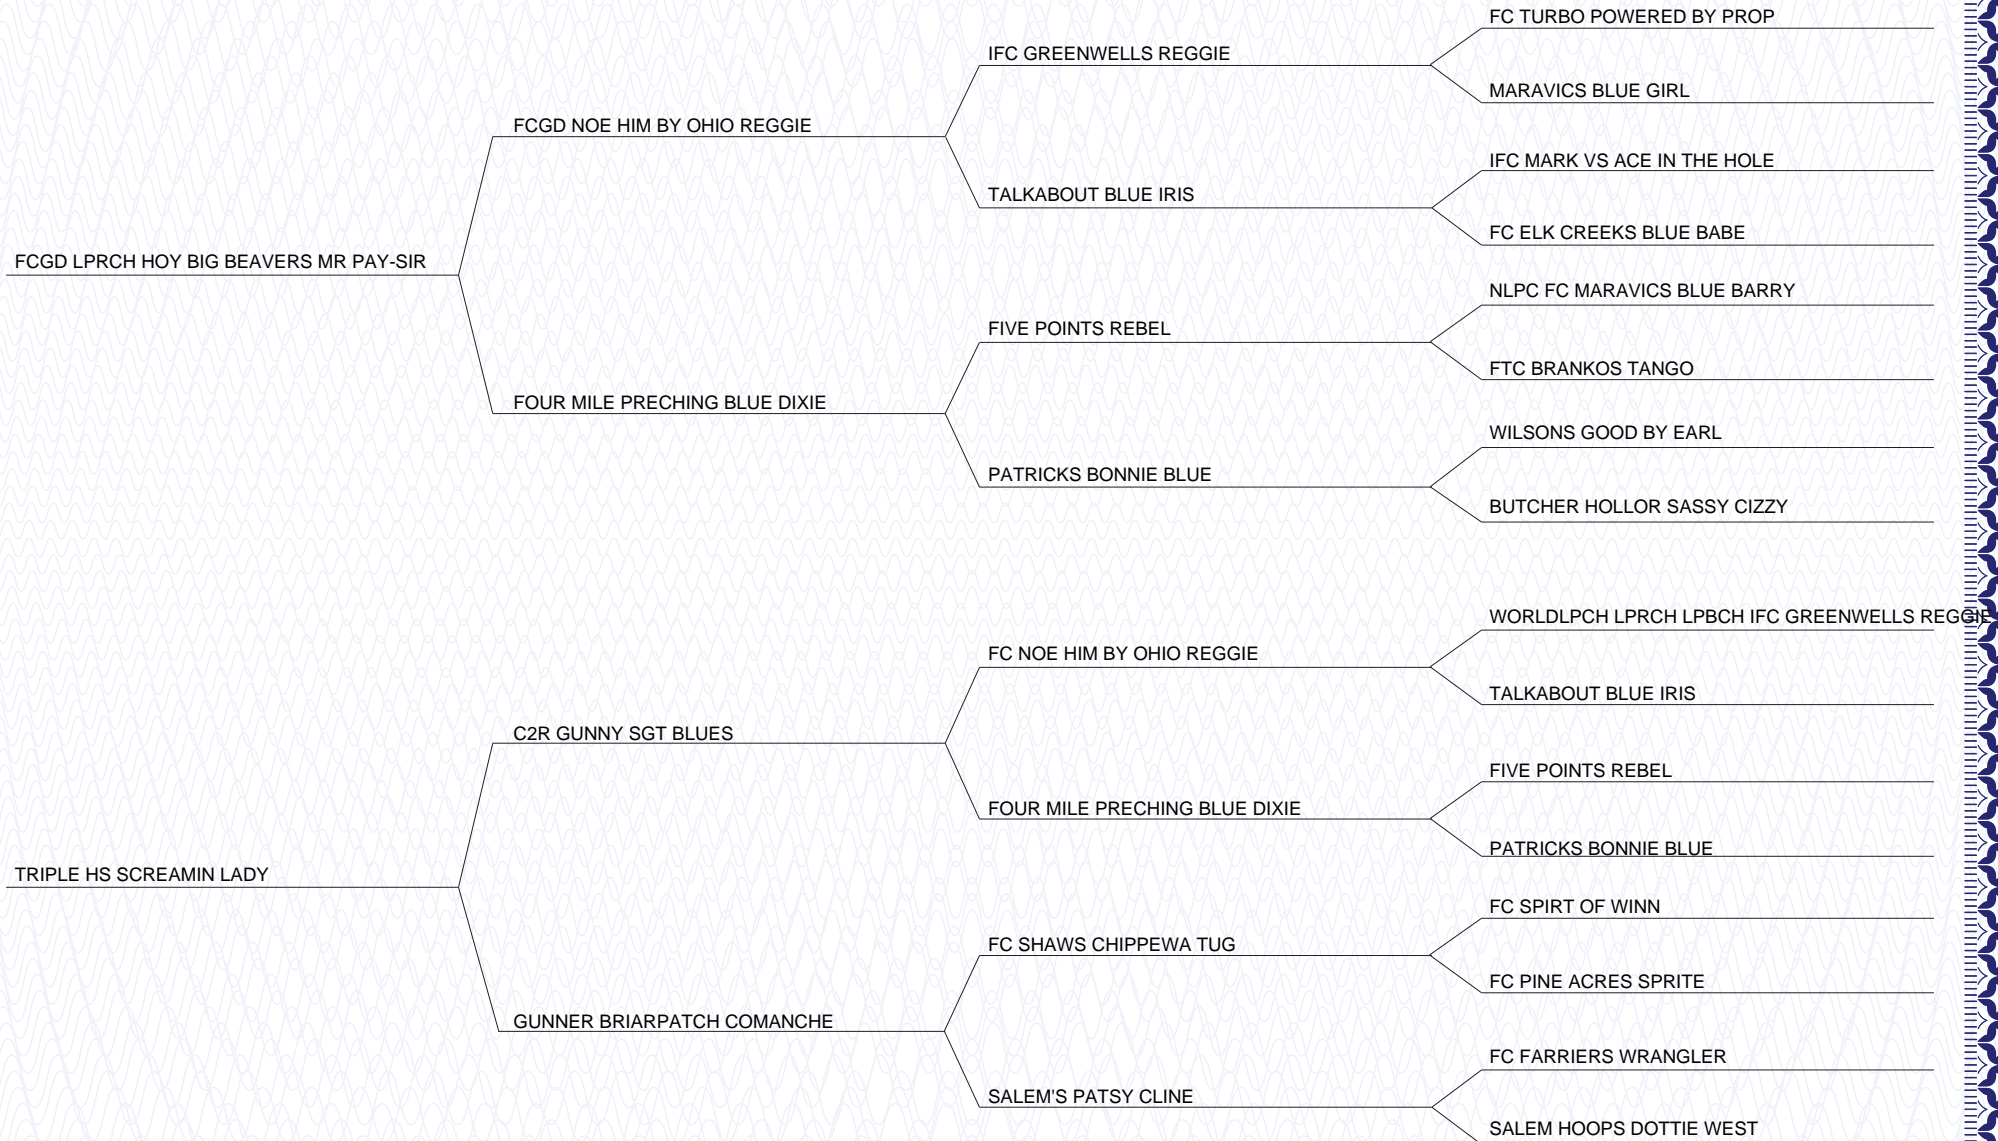 FC TURBO POWERED BY PROP
IFC GREENWELLS REGGIE
MARAVICS BLUE GIRL
FCGD NOE HIM BY OHIO REGGIE
IFC MARK VS ACE IN THE HOLE
TALKABOUT BLUE IRIS
FC ELK CREEKS BLUE BABE
FCGD LPRCH HOY BIG BEAVERS MR PAY-SIR
NLPC FC MARAVICS BLUE BARRY
FIVE POINTS REBEL
FTC BRANKOS TANGO
FOUR MILE PRECHING BLUE DIXIE
WILSONS GOOD BY EARL
PATRICKS BONNIE BLUE
BUTCHER HOLLOR SASSY CIZZY
WORLDLPCH LPRCH LPBCH IFC GREENWELLS REGGIE
FC NOE HIM BY OHIO REGGIE
TALKABOUT BLUE IRIS
C2R GUNNY SGT BLUES
FIVE POINTS REBEL
FOUR MILE PRECHING BLUE DIXIE
PATRICKS BONNIE BLUE
TRIPLE HS SCREAMIN LADY
FC SPIRT OF WINN
FC SHAWS CHIPPEWA TUG
FC PINE ACRES SPRITE
GUNNER BRIARPATCH COMANCHE
FC FARRIERS WRANGLER
SALEM'S PATSY CLINE
SALEM HOOPS DOTTIE WEST